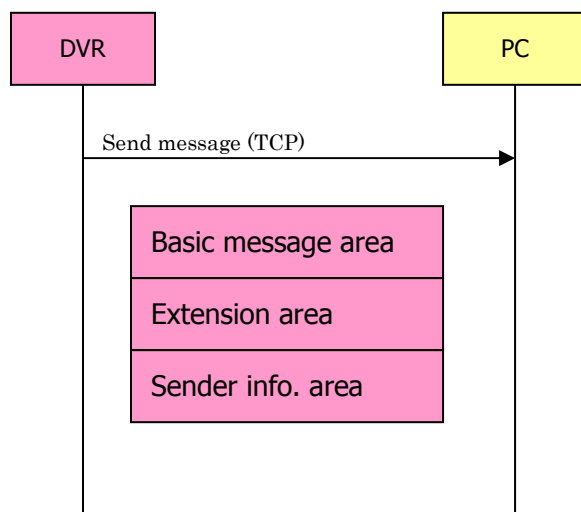 DVR
PC
Send message (TCP)
Basic message area
Extension area
Sender info. area